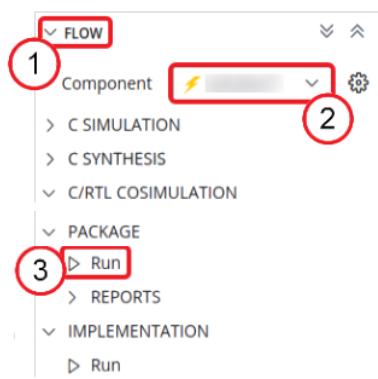 FLOW
1
Component
2
C SIMULATION
C SYNTHESIS
C/RTL COSIMULATION
PACKAGE
3 Run
REPORTS
IMPLEMENTATION
Run